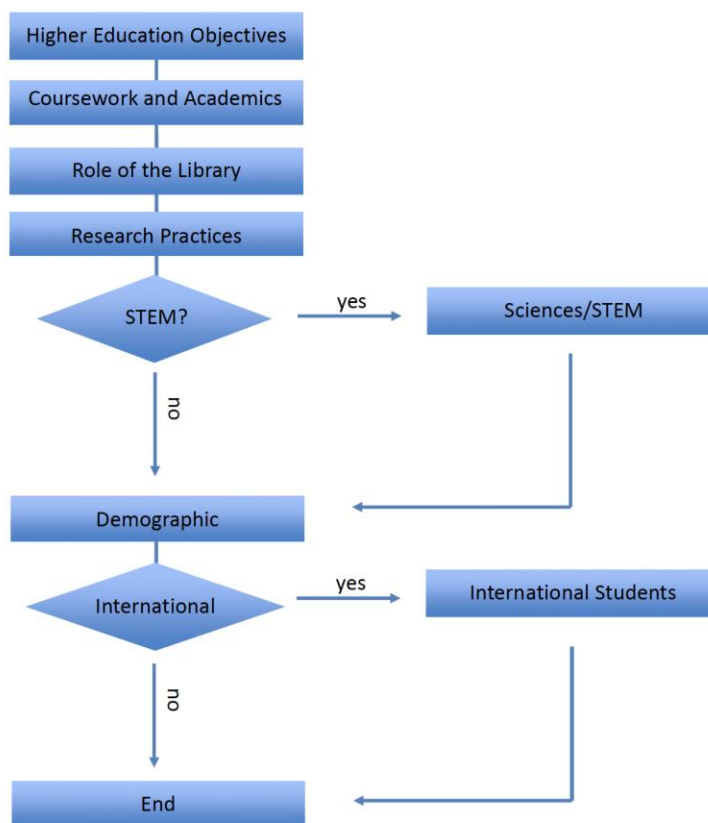 Higher Education Objectives
Coursework and Academics
Role of the Library
Research Practices
STEM?
yes
Sciences/STEM
no
Demographic
International
yes
International Students
no
End